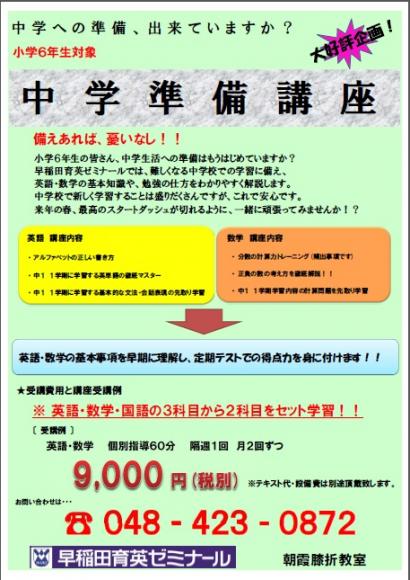 中学への準備、出来ていますか？
大好評企画！
小学６年生対象
中学準備講座
備えあれば、憂いなし！！
小学６年生の皆さん、中学生活への準備はもうはじめていますか？
早稲田育英ゼミナールでは、難しくなる中学校での学習に備え、
英語・数学の基本知識や、勉強の仕方をわかりやすく解説します。
中学校で新しく学習することは盛りだくさんですが、これで安心です。
来年の春、最高のスタートダッシュが切れるように、一緒に頑張ってみませんか！？
英語 講座内容
・アルファベットの正しい書き方
・中１ １学期に学習する英単語の徹底マスター
・中１ １学期に学習する基本的な文法・会話表現の先取り学習
数学 講座内容
・分数の計算力トレーニング（頻出事項です）
・正負の数の考え方を徹底解説！！
・中１ １学期学習内容の計算問題を先取り学習
英語・数学の基本事項を早期に理解し、定期テストでの得点力を身に付けます！！
★受講費用と講座受講例
※ 英語・数学・国語の３科目から２科目をセット学習！！
〔 受講例 〕
英語・数学 個別指導６０分 隔週１回 月２回ずつ
9,000 円（税別） ※テキスト代・設備費は別途頂戴致します。
お問い合わせは・・・
☎ 048 - 423 - 0872
早稲田育英ゼミナール 朝霞膝折教室